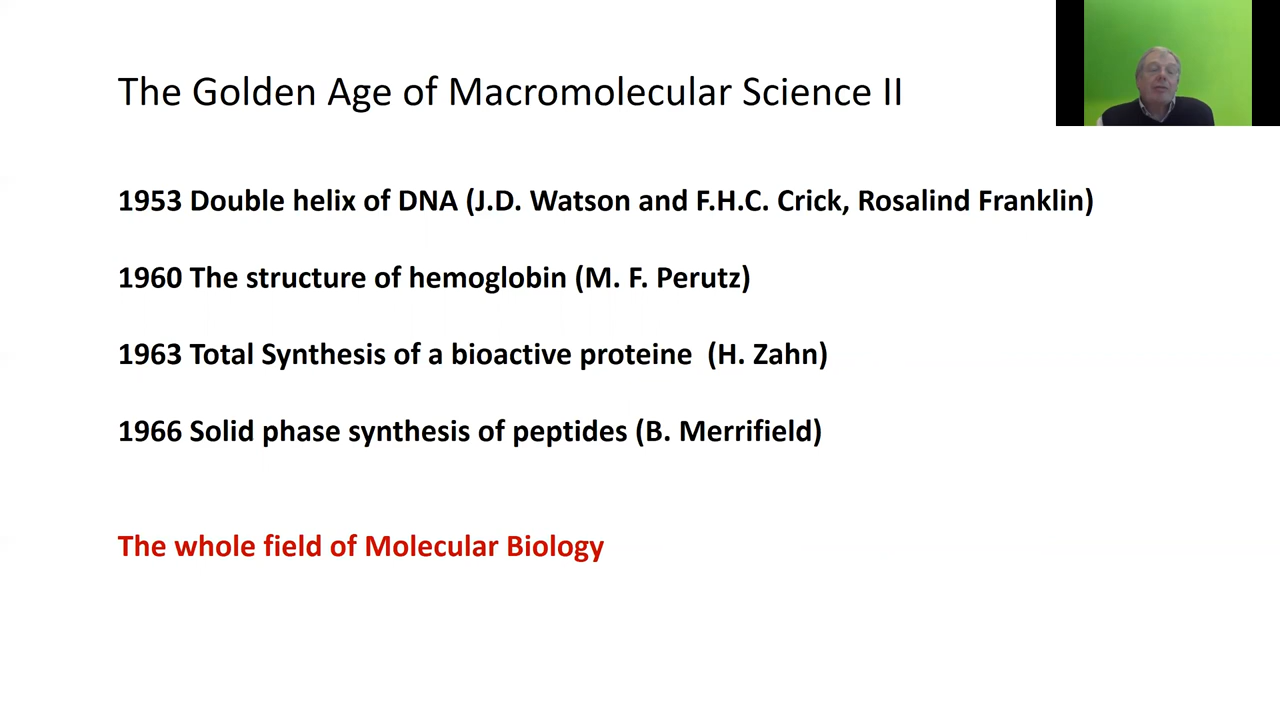 The Golden Age of Macromolecular Science II
1953 Double helix of DNA (J.D. Watson and F.H.C. Crick, Rosalind Franklin)
1960 The structure of hemoglobin (M. F. Perutz)
1963 Total Synthesis of a bioactive proteine  (H. Zahn)
1966 Solid phase synthesis of peptides (B. Merrifield)
The whole field of Molecular Biology